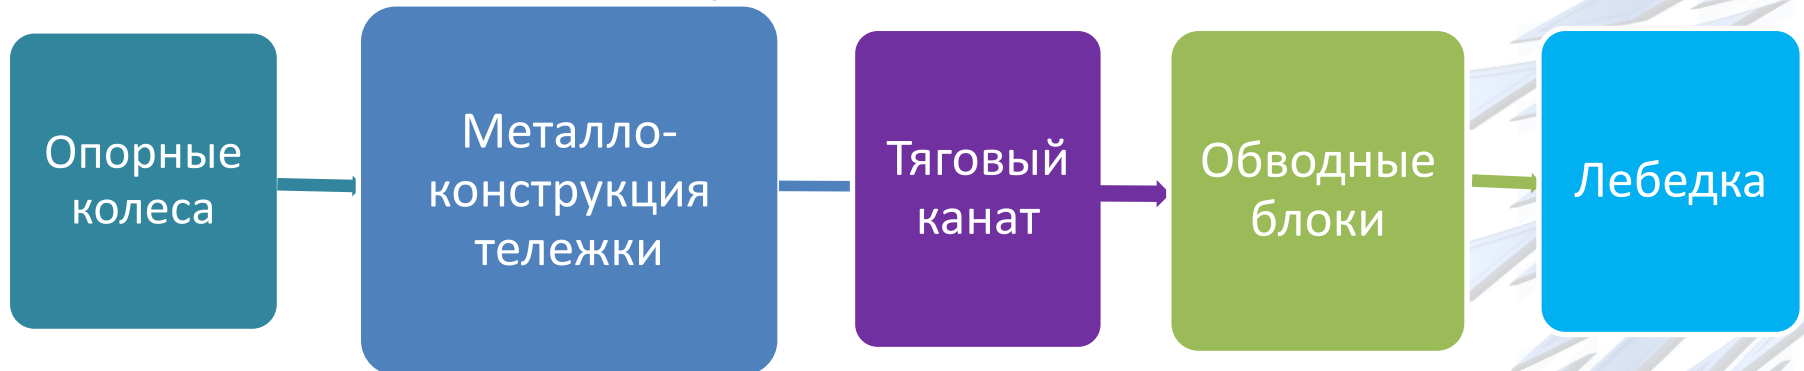 Опорные
колеса
Металло-
конструкция
тележки
Тяговый
канат
Обводные
блоки
Лебедка